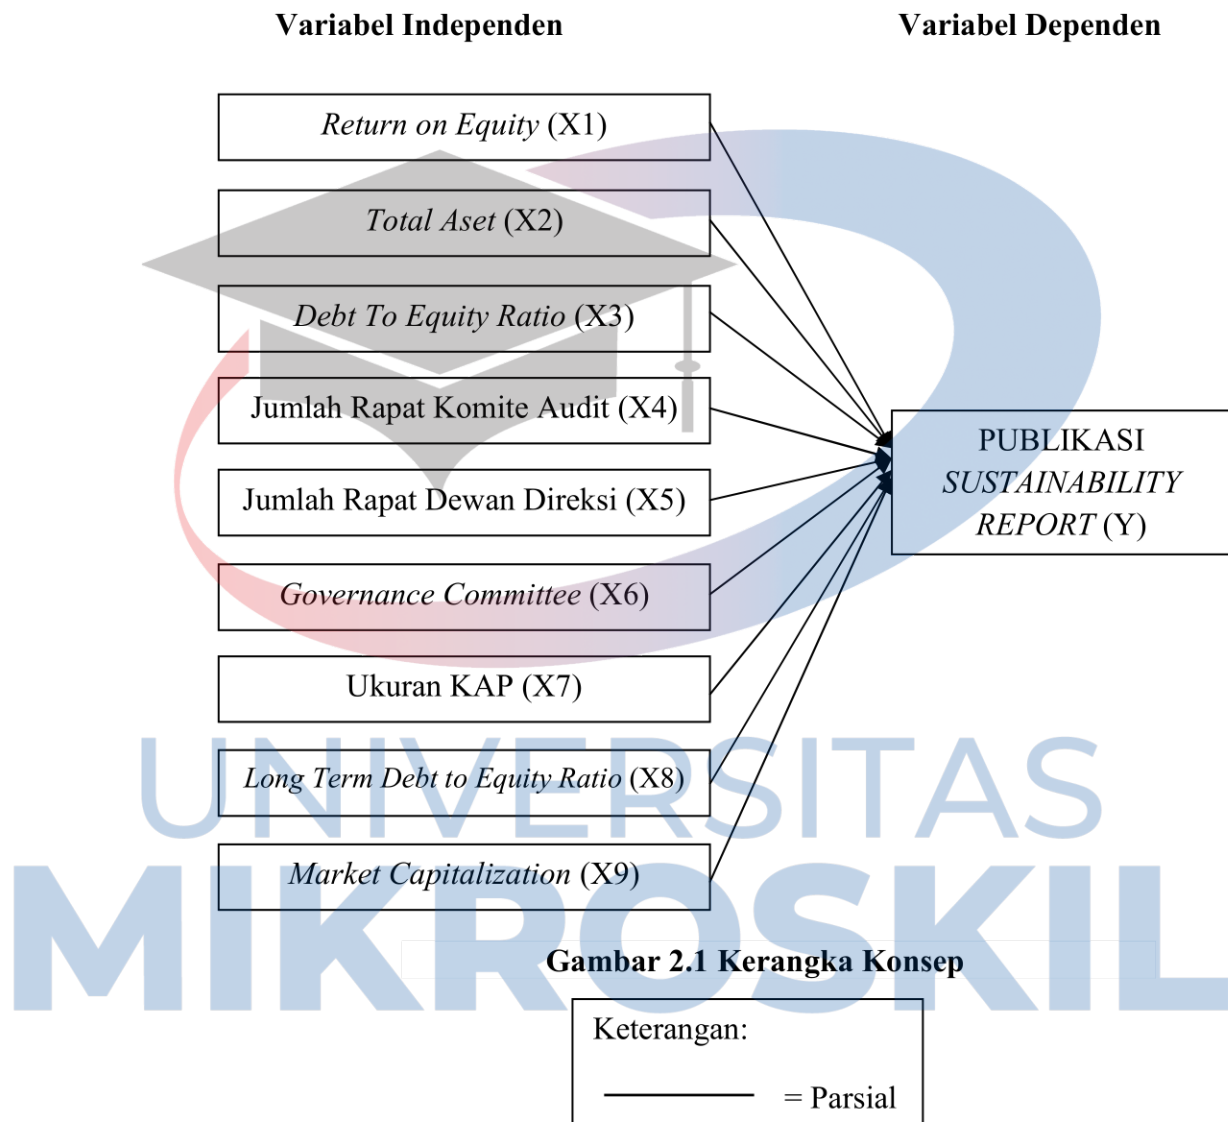 Variabel Independen
Variabel Dependen
Return on Equity (X1)
Total Aset (X2)
Debt To Equity Ratio (X3)
Jumlah Rapat Komite Audit (X4)
Jumlah Rapat Dewan Direksi (X5)
Governance Committee (X6)
Ukuran KAP (X7)
Long Term Debt to Equity Ratio (X8)
Market Capitalization (X9)
PUBLIKASI
SUSTAINABILITY
REPORT (Y)
UNIVERSITAS
MIKROSKIL
Gambar 2.1 Kerangka Konsep
Keterangan:
= Parsial